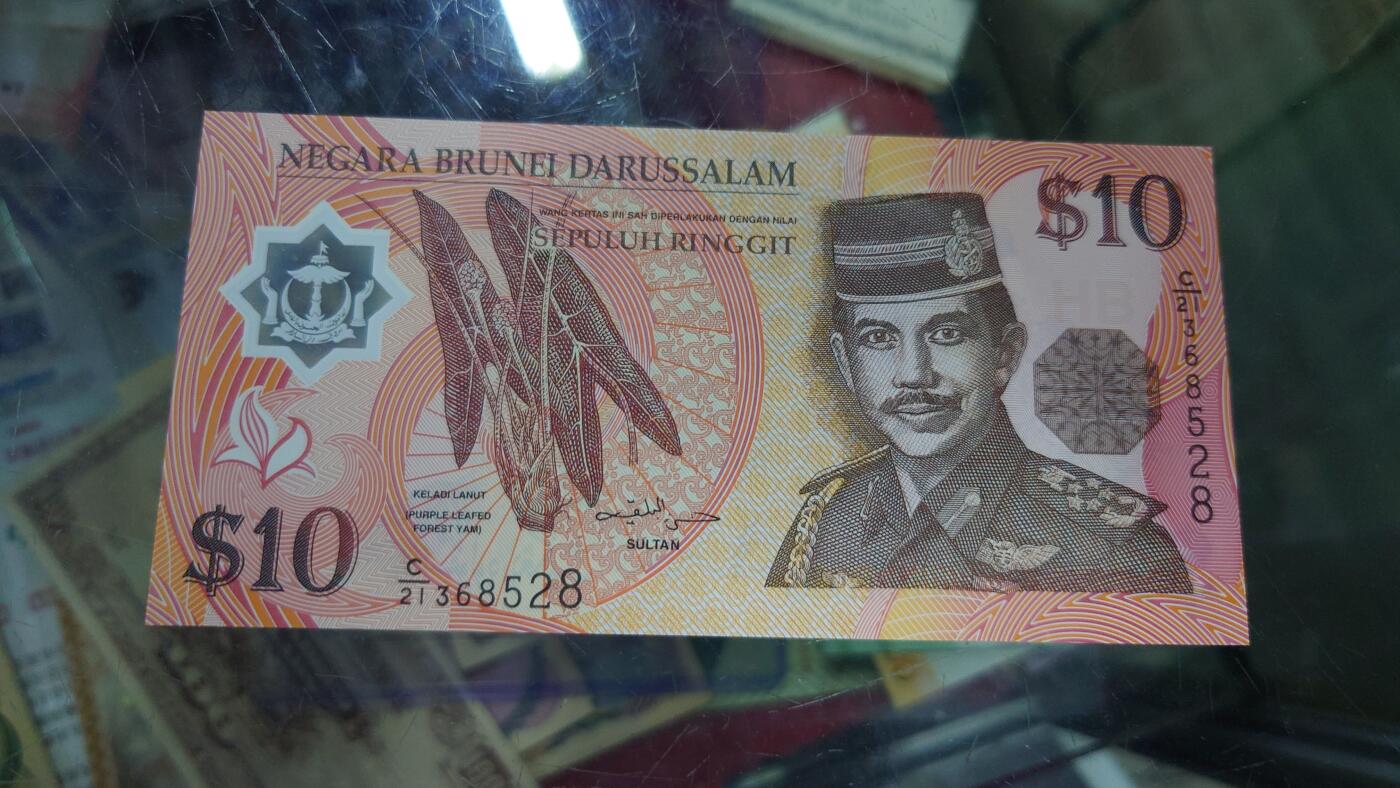 NEGARA BRUNEI DARUSSALAM
WANG KERTAS INI SAH DIPERLAKUKAN DENGAN NILAI
SEPULUH RINGGIT
$10
C/21 368528
KELADI LANUT
(PURPLE LEAFED
FOREST YAM)
SULTAN
$10
C/21 368528